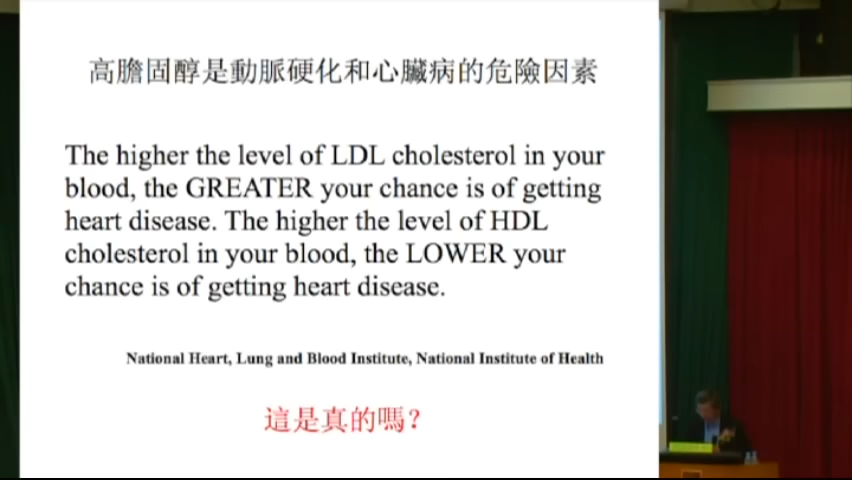 高膽固醇是動脈硬化和心臟病的危險因素
The higher the level of LDL cholesterol in your
blood, the GREATER your chance is of getting
heart disease. The higher the level of HDL
cholesterol in your blood, the LOWER your
chance is of getting heart disease.
National Heart, Lung and Blood Institute, National Institute of Health
這是真的嗎?